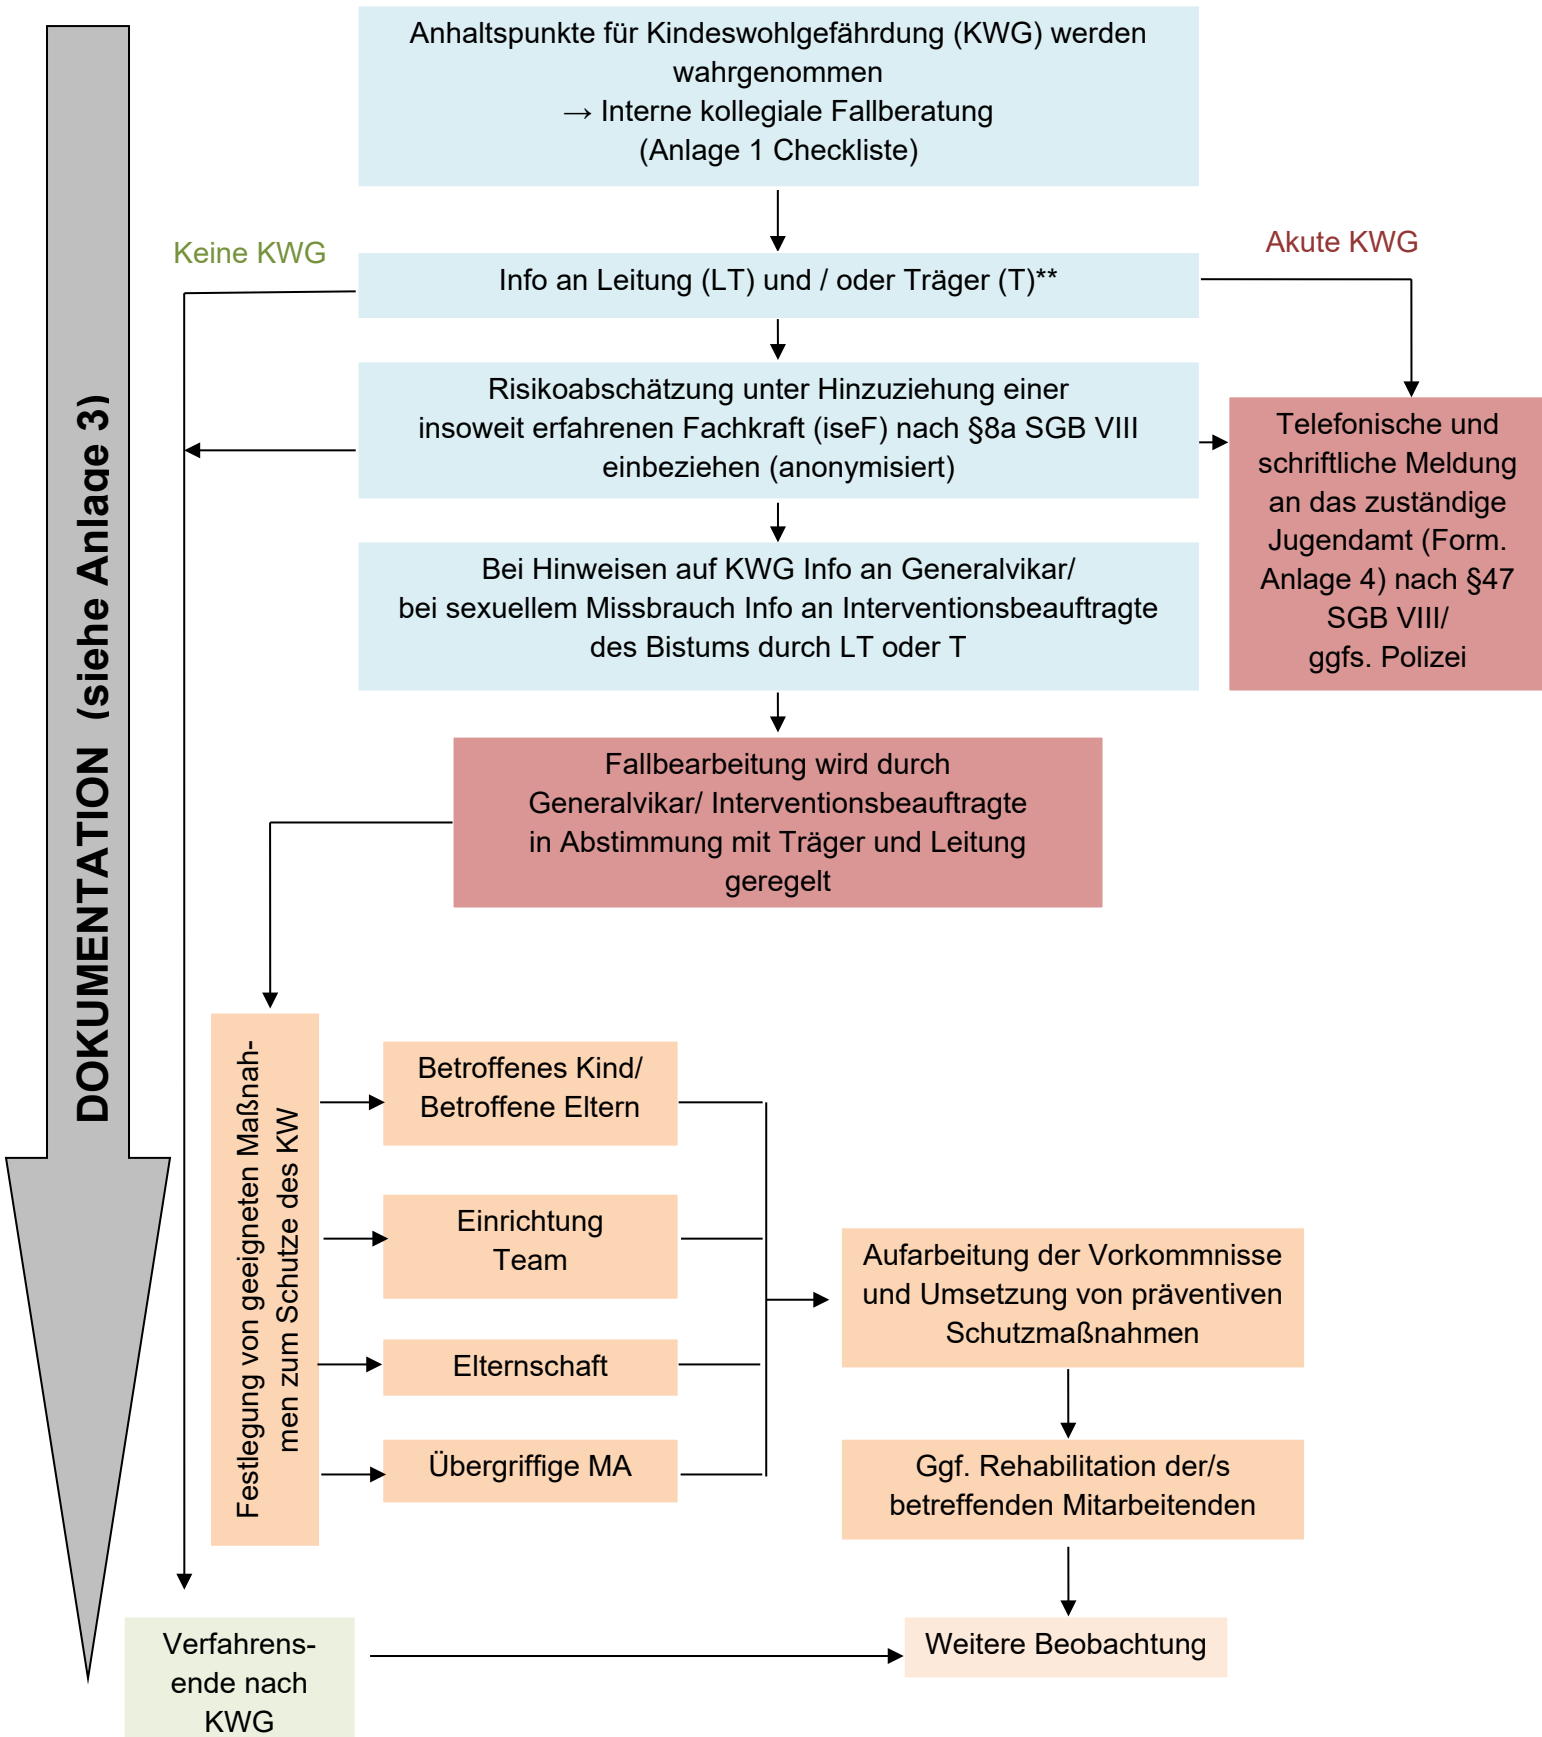 Anhaltspunkte für Kindeswohlgefährdung (KWG) werden
wahrgenommen
→ Interne kollegiale Fallberatung
(Anlage 1 Checkliste)
Keine KWG
Akute KWG
Info an Leitung (LT) und / oder Träger (T)**
Risikoabschätzung unter Hinzuziehung einer
insoweit erfahrenen Fachkraft (iseF) nach §8a SGB VIII
einbeziehen (anonymisiert)
Telefonische und
schriftliche Meldung
an das zuständige
Jugendamt (Form.
Anlage 4) nach §47
SGB VIII/
ggfs. Polizei
Bei Hinweisen auf KWG Info an Generalvikar/
bei sexuellem Missbrauch Info an Interventionsbeauftragte
des Bistums durch LT oder T
DOKUMENTATION (siehe Anlage 3)
Fallbearbeitung wird durch
Generalvikar/ Interventionsbeauftragte
in Abstimmung mit Träger und Leitung
geregelt
Festlegung von geeigneten Maßnah-
men zum Schutze des KW
Betroffenes Kind/
Betroffene Eltern
Einrichtung
Team
Elternschaft
Übergriffige MA
Aufarbeitung der Vorkommnisse
und Umsetzung von präventiven
Schutzmaßnahmen
Ggf. Rehabilitation der/s
betreffenden Mitarbeitenden
Verfahrens-
ende nach
KWG
Weitere Beobachtung